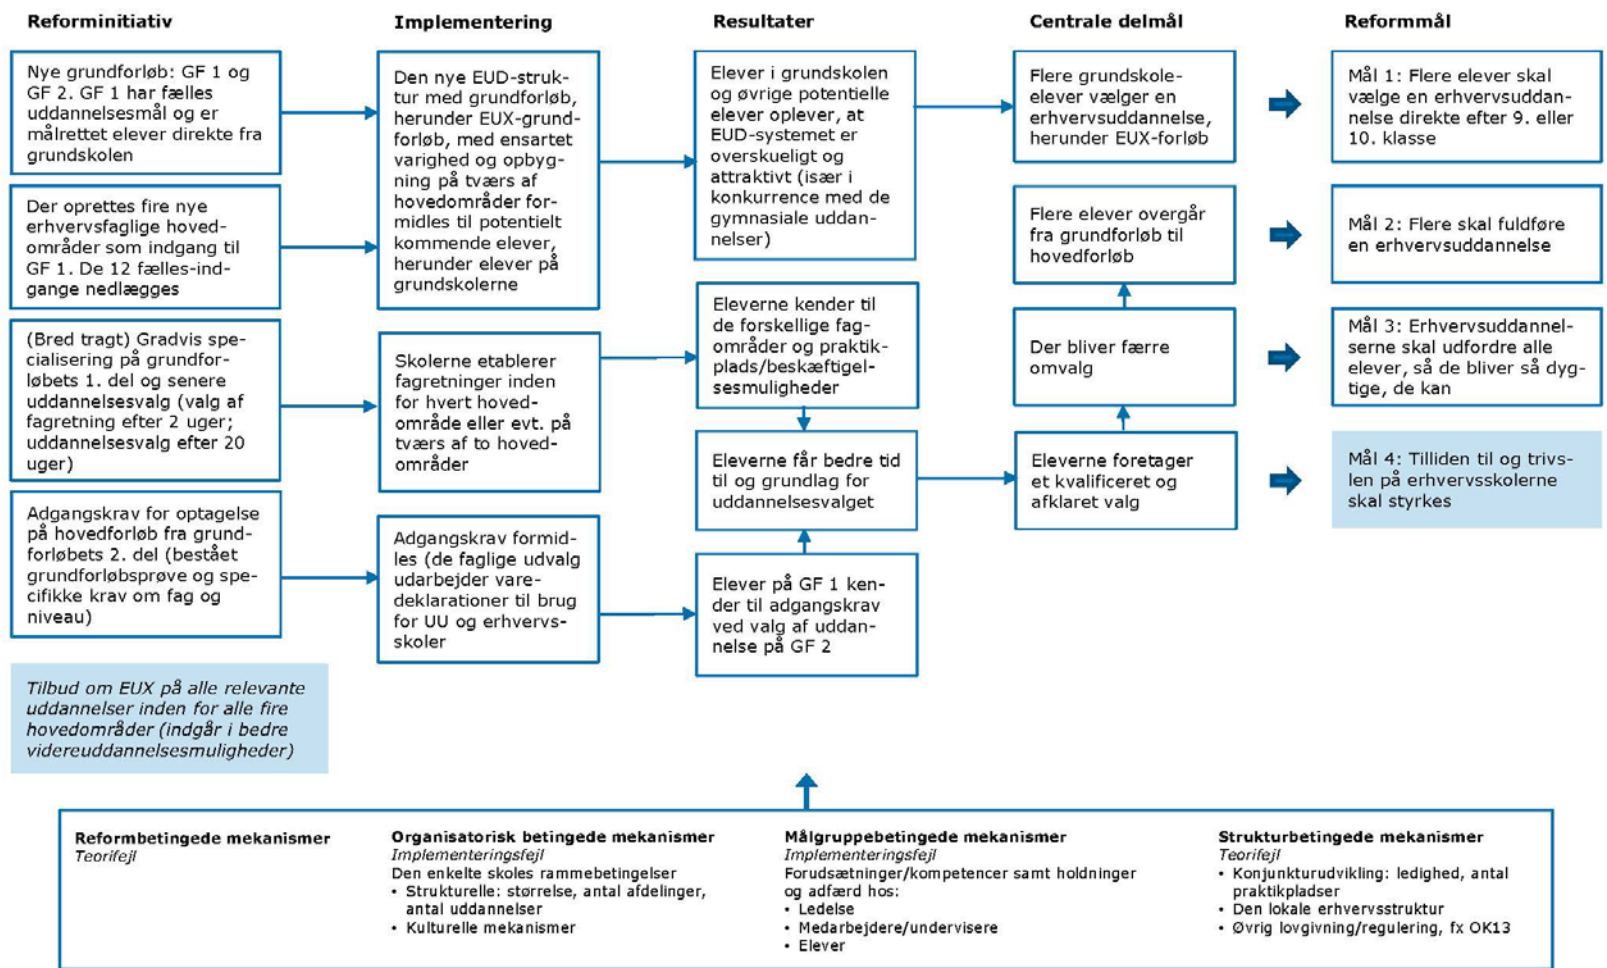 Reforminitiativ
Nye grundforløb: GF 1 og
GF 2. GF 1 har fælles
uddannelsesmål og er
målrettet elever direkte fra
grundskolen
Der oprettes fire nye
erhvervsfaglige hoved-
områder som indgang til
GF 1. De 12 fælles-ind-
gange nedlægges
(Bred tragt) Gradvis spe-
cialisering på grundfor-
løbets 1. del og senere
uddannelsesvalg (valg af
fagretning efter 2 uger;
uddannelsesvalg efter 20
uger)
Adgangskrav for optagelse
på hovedforløb fra grund-
forløbets 2. del (bestået
grundforløbsprøve og spe-
cifikke krav om fag og
niveau)
Tilbud om EUX på alle relevante
uddannelser inden for alle fire
hovedområder (indgår i bedre
videreuddannelsesmuligheder)
Implementering
Den nye EUD-struk-
tur med grundforløb,
herunder EUX-grund-
forløb, med ensartet
varighed og opbyg-
ning på tværs af
hovedområder for-
midles til potentielt
kommende elever,
herunder elever på
grundskolerne
Skolerne etablerer
fagretninger inden
for hvert hoved-
område eller evt. på
tværs af to hoved-
områder
Adgangskrav formid-
les (de faglige udvalg
udarbejder vare-
deklarationer til brug
for UU og erhvervs-
skoler
Resultater
Elever i grundskolen
og øvrige potentielle
elever oplever, at
EUD-systemet er
overskueligt og
attraktivt (især i
konkurrence med de
gymnasiale uddan-
nelser)
Eleverne kender til
de forskellige fag-
områder og praktik-
plads/beskæftigel-
sesmuligheder
Eleverne får bedre tid
til og grundlag for
uddannelsesvalget
Elever på GF 1 ken-
der til adgangskrav
ved valg af uddan-
nelse på GF 2
Centrale delmål
Flere grundskole-
elever vælger en
erhvervsuddannelse,
herunder EUX-forløb
Flere elever overgår
fra grundforløb til
hovedforløb
Der bliver færre
omvalg
Eleverne foretager
et kvalificeret og
afklaret valg
Reformmål
Mål 1: Flere elever skal
vælge en erhvervsuddan-
nelse direkte efter 9. eller
10. klasse
Mål 2: Flere skal fuldføre
en erhvervsuddannelse
Mål 3: Erhvervsuddannel-
serne skal udfordre alle
elever, så de bliver så dyg-
tige, de kan
Mål 4: Tilliden til og trivs-
len på erhvervsskolerne
skal styrkes
Reformbetingede mekanismer
Teorifejl
Organisatorisk betingede mekanismer
Implementeringsfejl
Den enkelte skoles rammebetingelser
• Strukturelle: størrelse, antal afdelinger,
antal uddannelser
• Kulturelle mekanismer
Målgruppebetingede mekanismer
Implementeringsfejl
Forudsætninger/kompetencer samt holdninger
og adfærd hos:
• Ledelse
• Medarbejdere/undervisere
• Elever
Strukturbetingede mekanismer
Teorifejl
• Konjunkturudvikling: ledighed, antal
praktikpladser
• Den lokale erhvervsstruktur
• Øvrig lovgivning/regulering, fx OK13